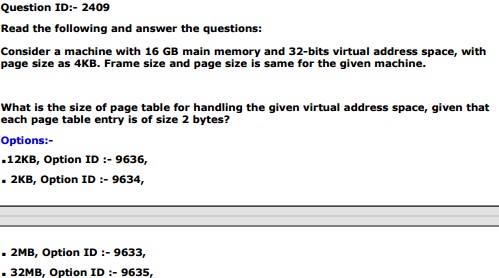 Question ID:- 2409
Read the following and answer the questions:
Consider a machine with 16 GB main memory and 32-bits virtual address space, with
page size as 4KB. Frame size and page size is same for the given machine.
What is the size of page table for handling the given virtual address space, given that
each page table entry is of size 2 bytes?
Options:-
▪12KB, Option ID :- 9636,
▪ 2KB, Option ID :- 9634,
▪ 2MB, Option ID :- 9633,
▪ 32MB, Option ID :- 9635,